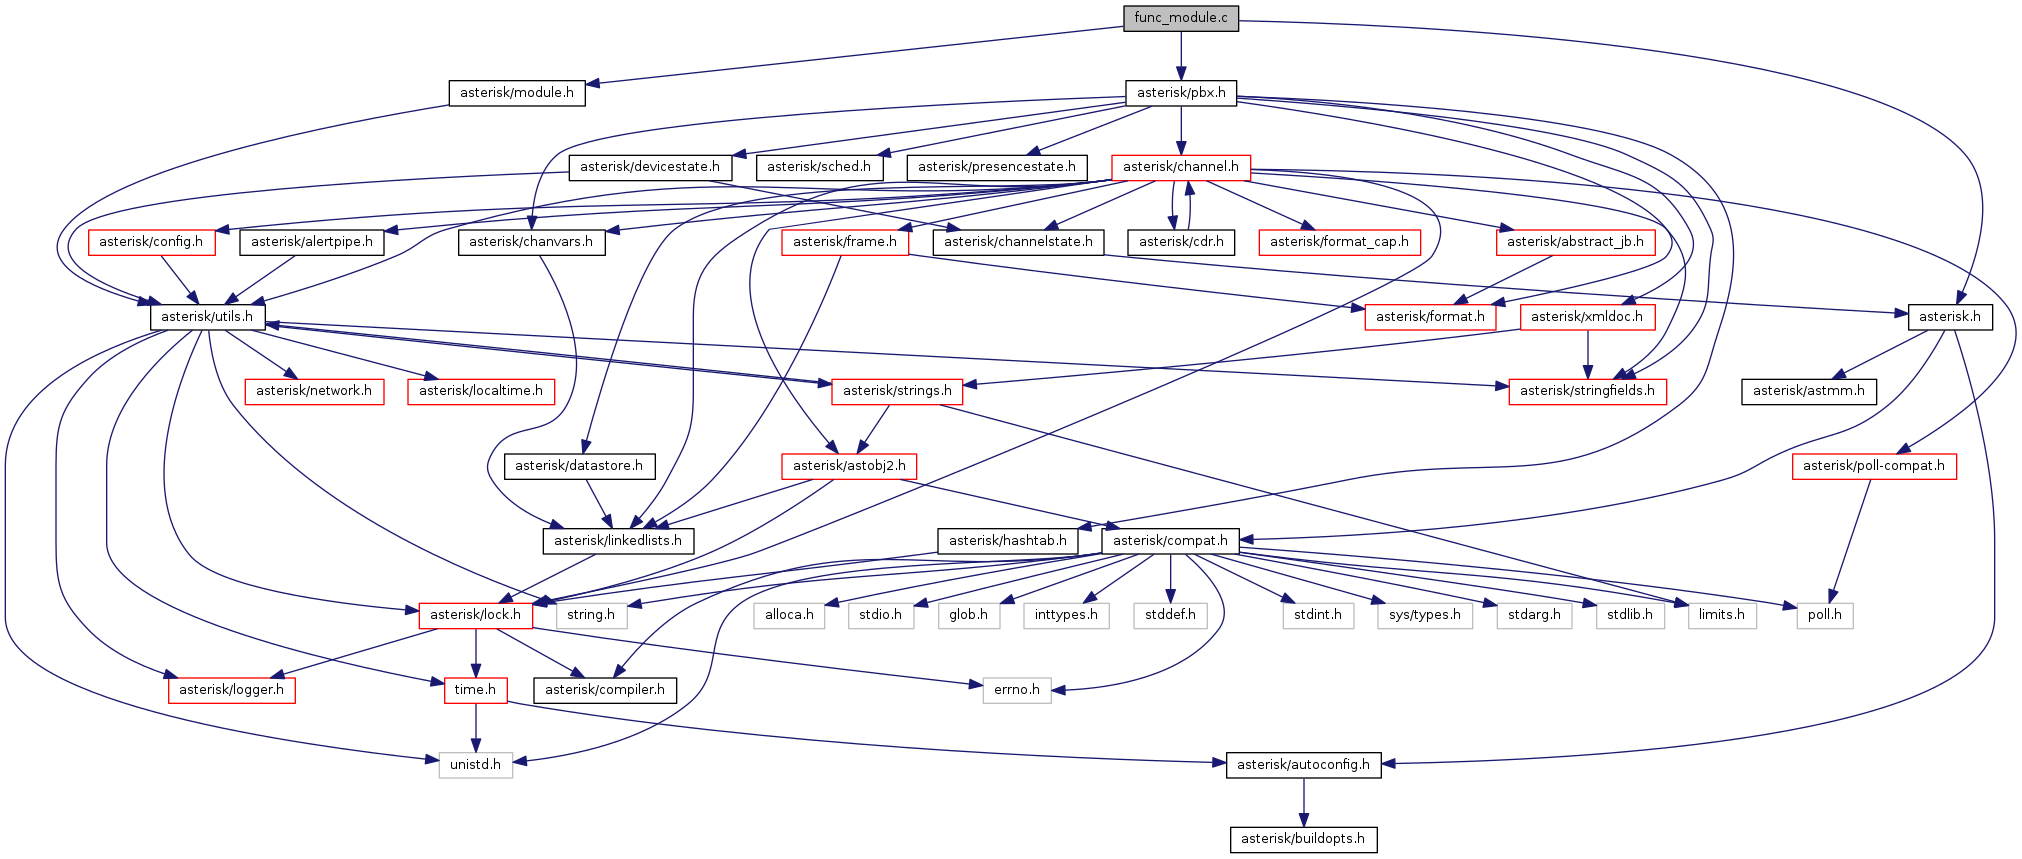 func_module.c
asterisk/module.h
asterisk/pbx.h
asterisk/devicestate.h
asterisk/sched.h
asterisk/presencestate.h
asterisk/channel.h
asterisk/config.h
asterisk/alertpipe.h
asterisk/chanvars.h
asterisk/frame.h
asterisk/channelstate.h
asterisk/cdr.h
asterisk/format_cap.h
asterisk/abstract_jb.h
asterisk/utils.h
asterisk/format.h
asterisk/xmldoc.h
asterisk.h
asterisk/network.h
asterisk/localtime.h
asterisk/strings.h
asterisk/stringfields.h
asterisk/astmm.h
asterisk/datastore.h
asterisk/astobj2.h
asterisk/poll-compat.h
asterisk/linkedlists.h
asterisk/hashtab.h
asterisk/compat.h
asterisk/lock.h
string.h
alloca.h
stdio.h
glob.h
inttypes.h
stddef.h
stdint.h
sys/types.h
stdarg.h
stdlib.h
limits.h
poll.h
asterisk/logger.h
time.h
asterisk/compiler.h
errno.h
unistd.h
asterisk/autoconfig.h
asterisk/buildopts.h